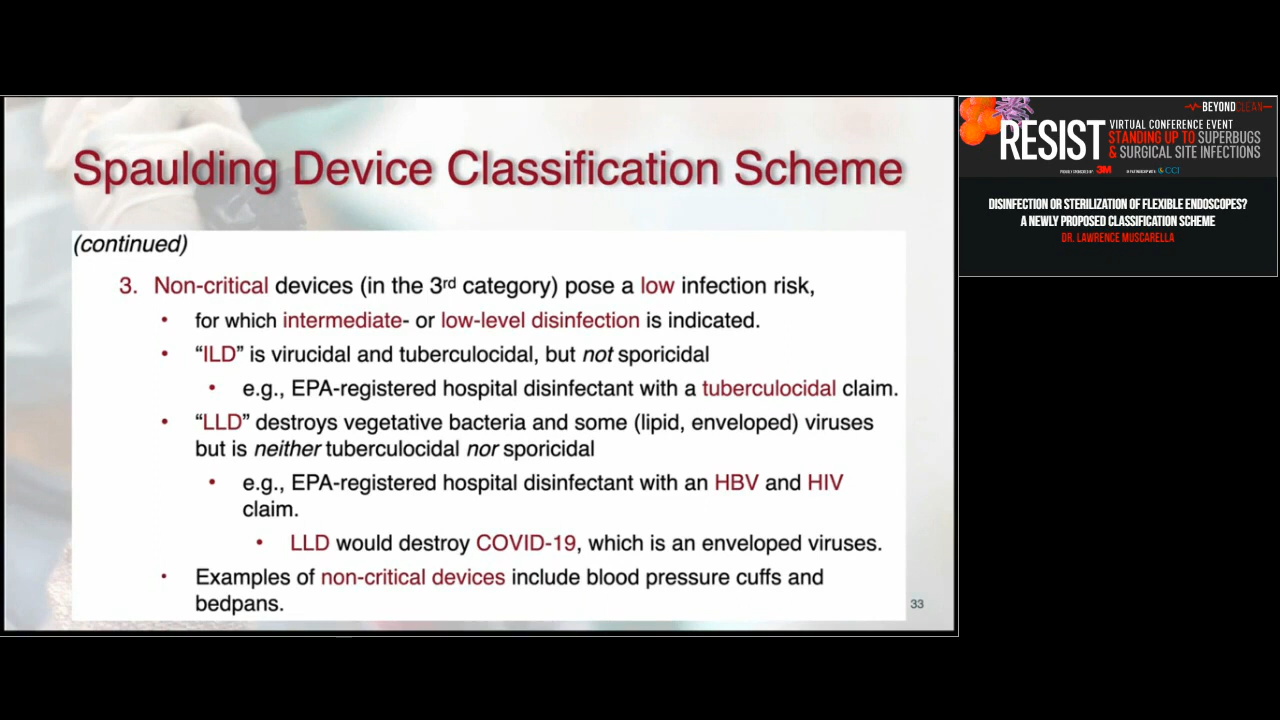 Spaulding Device Classification Scheme
(continued)
3. Non-critical devices (in the 3rd category) pose a low infection risk,
• for which intermediate- or low-level disinfection is indicated.
• “ILD” is virucidal and tuberculocidal, but not sporicidal
• e.g., EPA-registered hospital disinfectant with a tuberculocidal claim.
• “LLD” destroys vegetative bacteria and some (lipid, enveloped) viruses
but is neither tuberculocidal nor sporicidal
• e.g., EPA-registered hospital disinfectant with an HBV and HIV
claim.
• LLD would destroy COVID-19, which is an enveloped viruses.
• Examples of non-critical devices include blood pressure cuffs and
bedpans.
33
BEYONDCLEAN
RESIST
VIRTUAL CONFERENCE EVENT
STANDING UP TO SUPERBUGS
& SURGICAL SITE INFECTIONS
PROUDLY SPONSORED BY: 3M IN PARTNERSHIP WITH CCI
DISINFECTION OR STERILIZATION OF FLEXIBLE ENDOSCOPES?
A NEWLY PROPOSED CLASSIFICATION SCHEME
DR. LAWRENCE MUSCARELLA